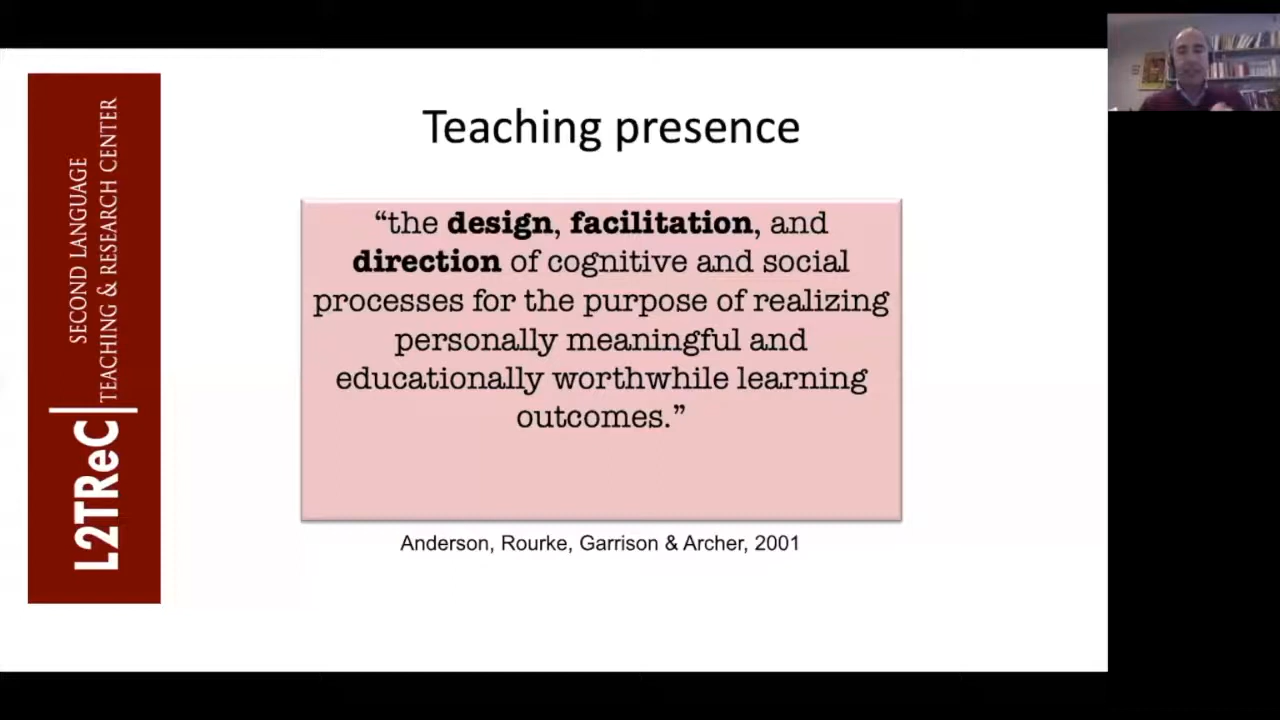 SECOND LANGUAGE
TEACHING & RESEARCH CENTER
L2TReC
Teaching presence
“the design, facilitation, and
direction of cognitive and social
processes for the purpose of realizing
personally meaningful and
educationally worthwhile learning
outcomes.”
Anderson, Rourke, Garrison & Archer, 2001